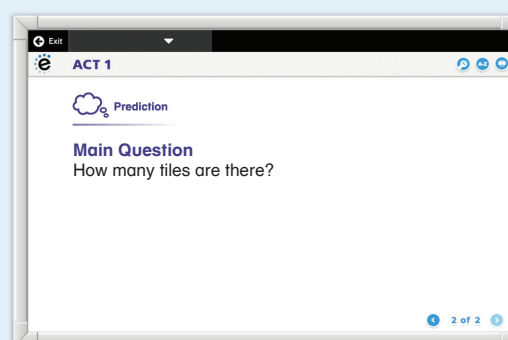 Exit
ACT 1
A-Z
Prediction
Main Question
How many tiles are there?
2 of 2